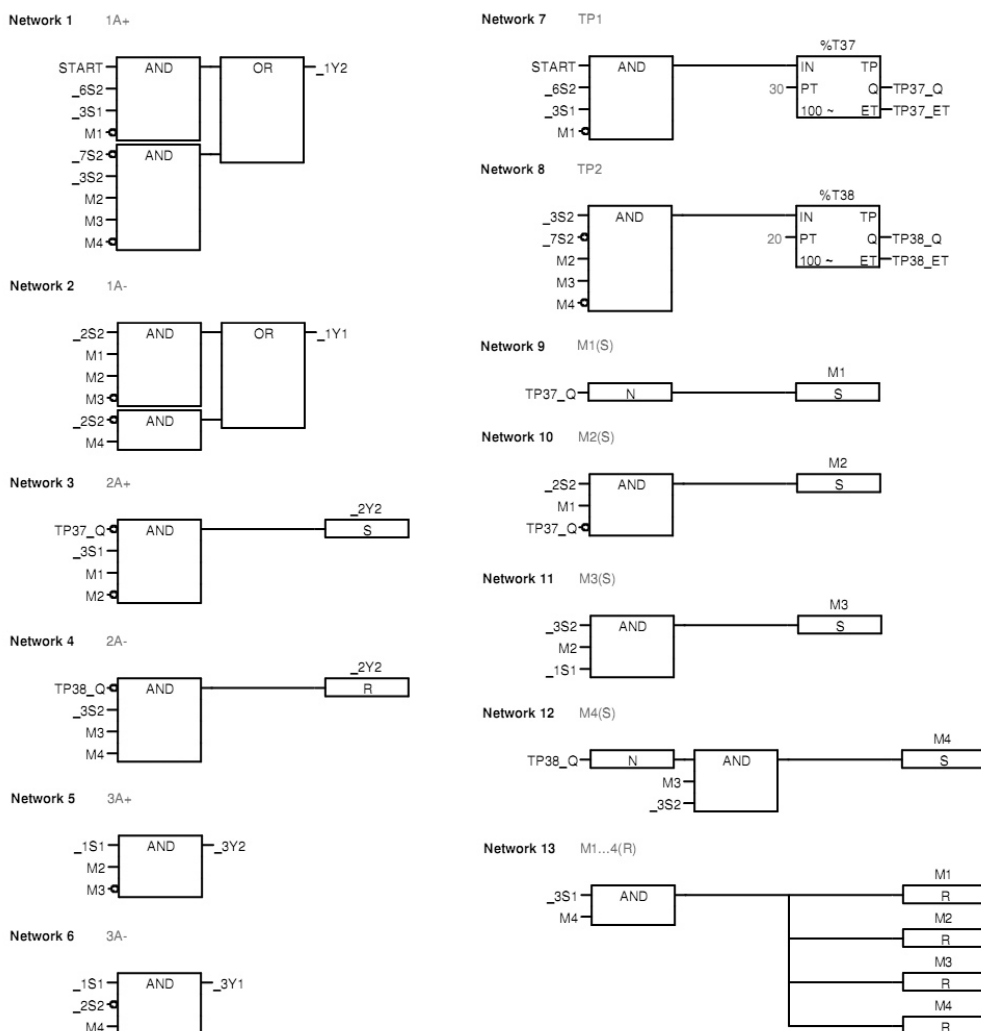 Network 1 1A+
START AND OR _1Y2
_6S2
_3S1
M1
_7S2 AND
_3S2
M2
M3
M4
Network 2 1A-
_2S2 AND OR _1Y1
M1
M2
M3
_2S2 AND
M4
Network 3 2A+
_2Y2
TP37_Q AND S
_3S1
M1
M2
Network 4 2A-
_2Y2
TP38_Q AND R
_3S2
M3
M4
Network 5 3A+
_1S1 AND _3Y2
M2
M3
Network 6 3A-
_1S1 AND _3Y1
_2S2
M4
Network 7 TP1
%T37
START AND IN TP
_6S2 30 PT Q TP37_Q
_3S1 100 ~ ET TP37_ET
M1
Network 8 TP2
%T38
_3S2 AND IN TP
_7S2 20 PT Q TP38_Q
M2 100 ~ ET TP38_ET
M3
M4
Network 9 M1(S)
M1
TP37_Q N S
Network 10 M2(S)
M2
_2S2 AND S
M1
TP37_Q
Network 11 M3(S)
M3
_3S2 AND S
M2
_1S1
Network 12 M4(S)
M4
TP38_Q N AND S
M3
_3S2
Network 13 M1...4(R)
M1
_3S1 AND R
M4
M2
R
M3
R
M4
R